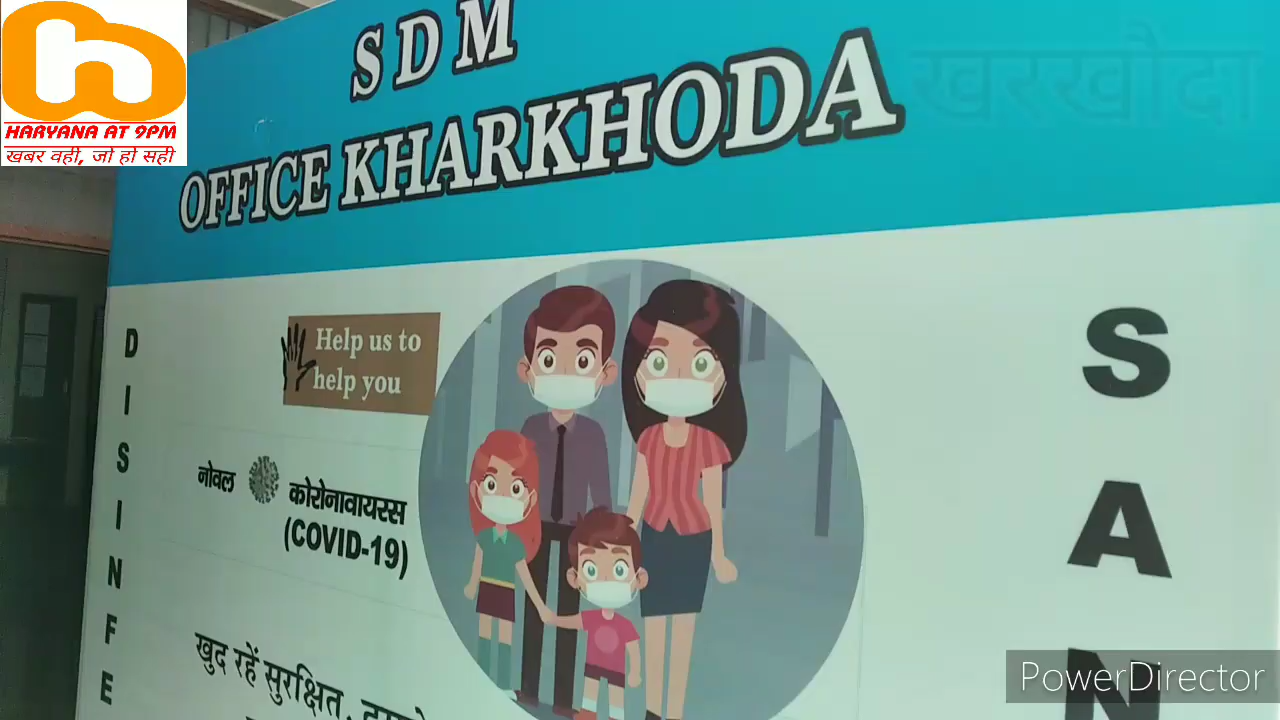 HARYANA AT 9PM
खबर वही, जो हो सही
S D M
OFFICE KHARKHODA
खरखौदा
Help us to
help you
नोवल कोरोनावायरस
(COVID-19)
खुद रहें सुरक्षित,
D
I
S
I
N
F
E
S
A
N
PowerDirector